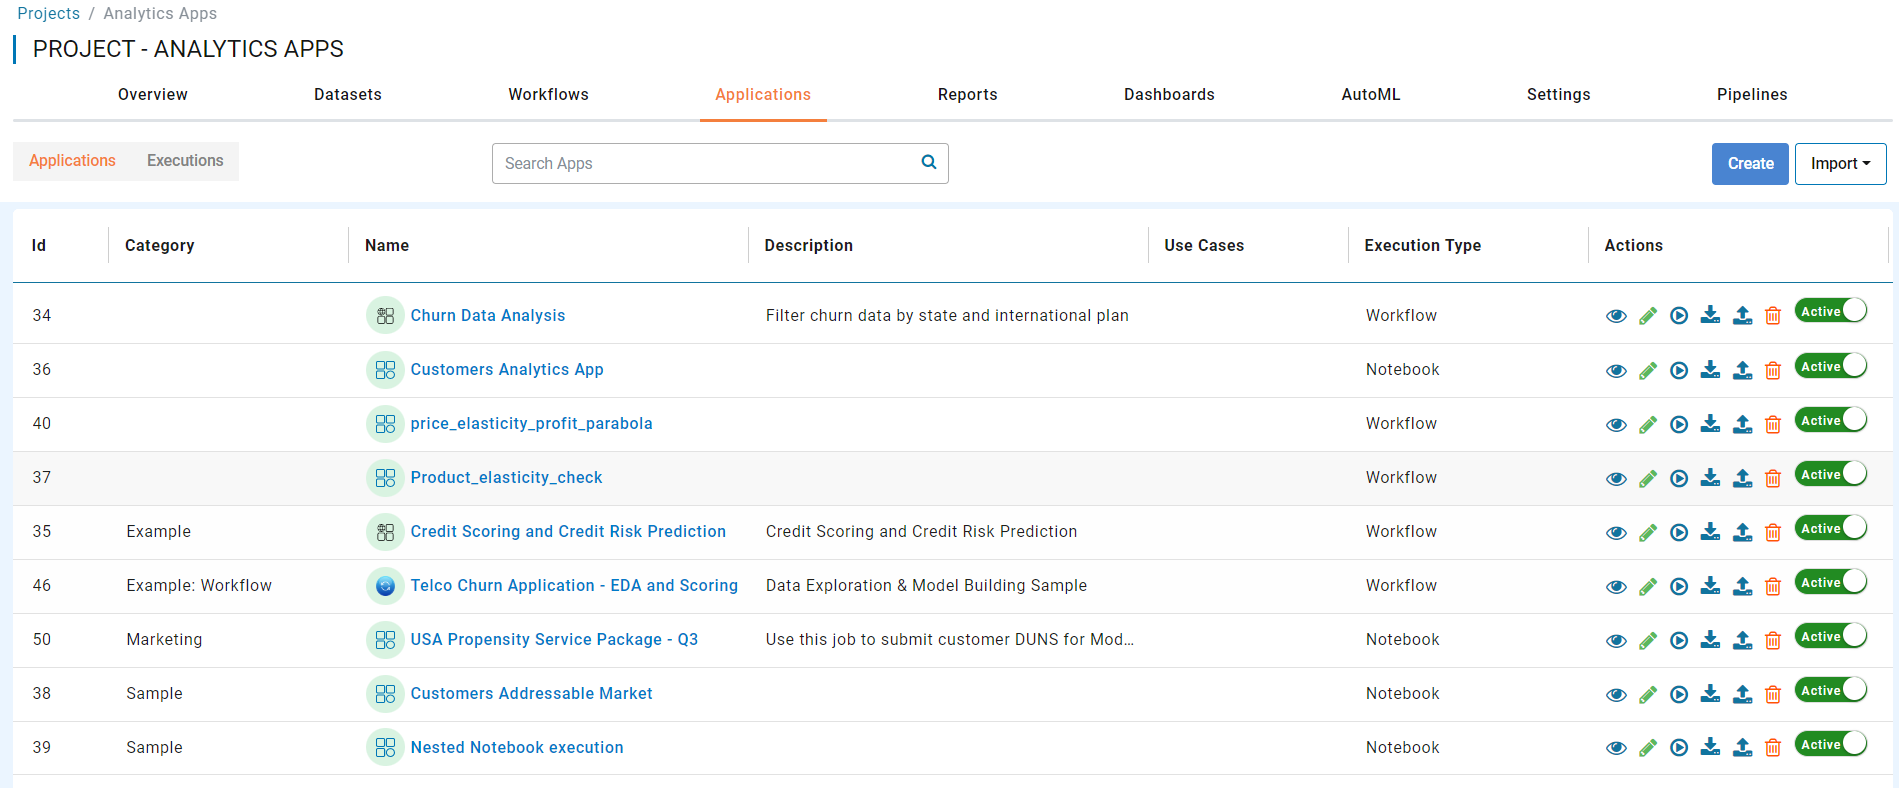 Projects / Analytics Apps
PROJECT - ANALYTICS APPS
Overview Datasets Workflows Applications Reports Dashboards AutoML Settings Pipelines
Applications Executions Search Apps Create Import
Id Category Name Description Use Cases Execution Type Actions
34 Churn Data Analysis Filter churn data by state and international plan Workflow Active
36 Customers Analytics App Notebook Active
40 price_elasticity_profit_parabola Workflow Active
37 Product_elasticity_check Workflow Active
35 Example Credit Scoring and Credit Risk Prediction Credit Scoring and Credit Risk Prediction Workflow Active
46 Example: Workflow Telco Churn Application - EDA and Scoring Data Exploration & Model Building Sample Workflow Active
50 Marketing USA Propensity Service Package - Q3 Use this job to submit customer DUNS for Mod... Notebook Active
38 Sample Customers Addressable Market Notebook Active
39 Sample Nested Notebook execution Notebook Active